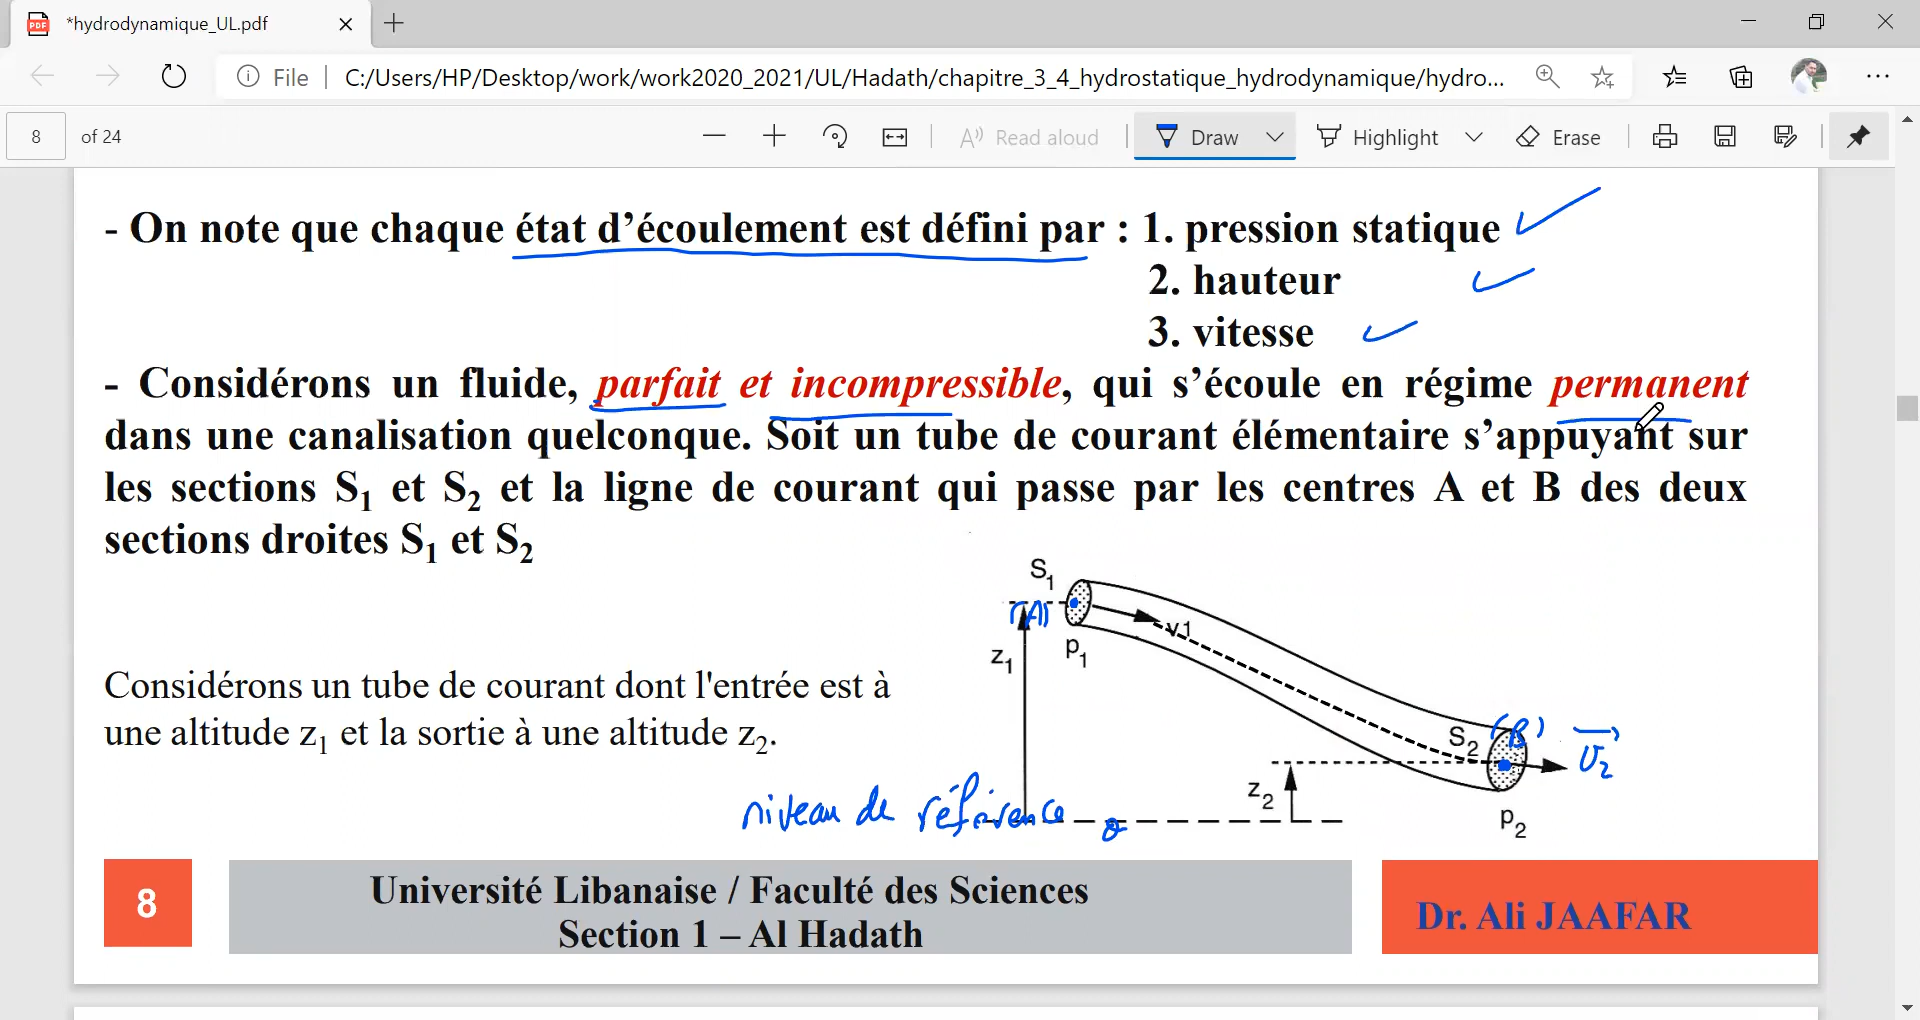 *hydrodynamique_UL.pdf
File | C:/Users/HP/Desktop/work/work2020_2021/UL/Hadath/chapitre_3_4_hydrostatique_hydrodynamique/hydro...
8 of 24 Read aloud Draw Highlight Erase
- On note que chaque état d’écoulement est défini par : 1. pression statique
2. hauteur
3. vitesse
- Considérons un fluide, parfait et incompressible, qui s’écoule en régime permanent
dans une canalisation quelconque. Soit un tube de courant élémentaire s’appuyant sur
les sections S1 et S2 et la ligne de courant qui passe par les centres A et B des deux
sections droites S1 et S2
S1
(A)
v1
z1 p1
Considérons un tube de courant dont l'entrée est à
une altitude z1 et la sortie à une altitude z2.
(B)
S2 v2
z2
niveau de référence
p2
8
Université Libanaise / Faculté des Sciences
Section 1 – Al Hadath
Dr. Ali JAAFAR